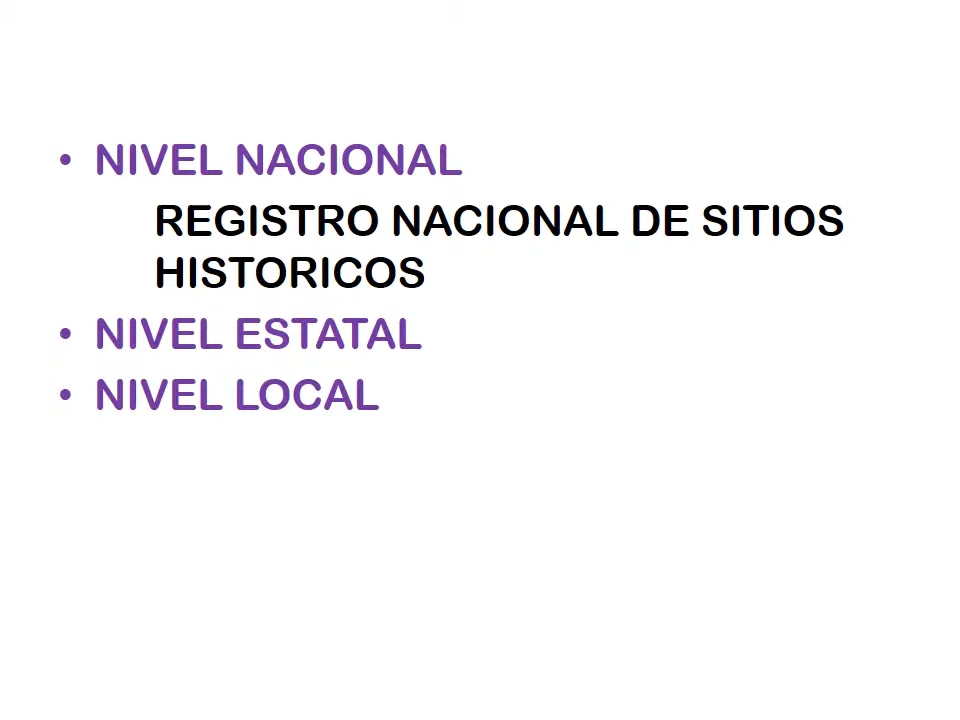 • NIVEL NACIONAL
REGISTRO NACIONAL DE SITIOS
HISTORICOS
• NIVEL ESTATAL
• NIVEL LOCAL